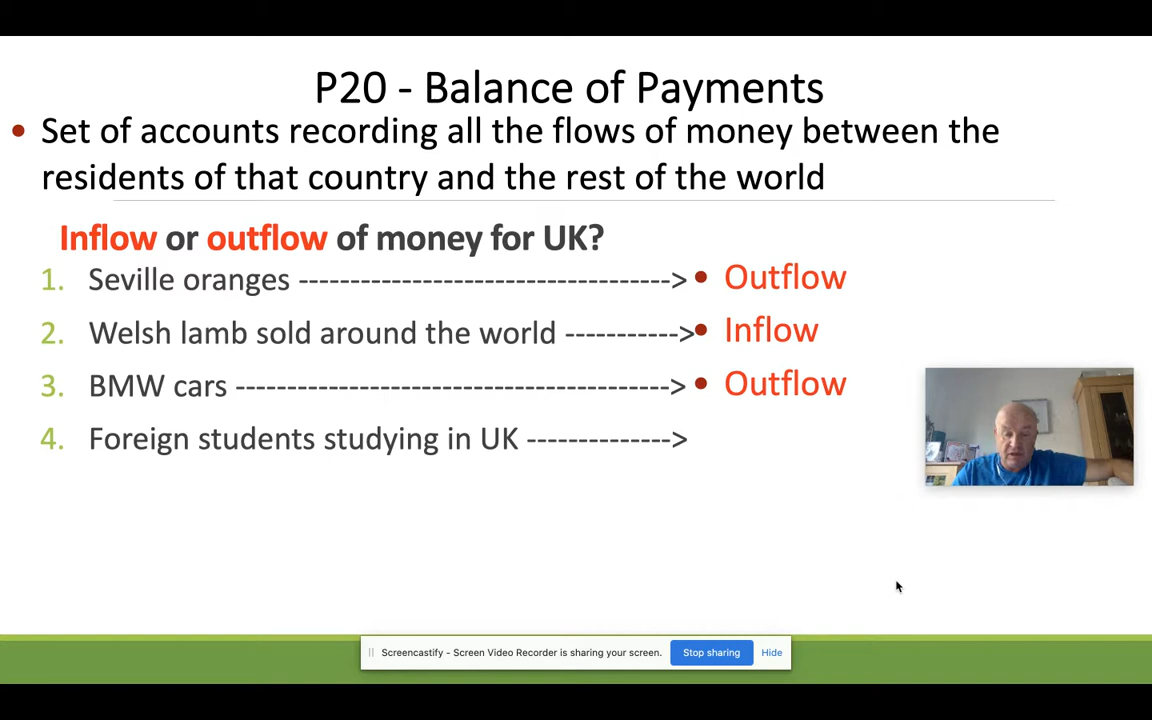 P20 - Balance of Payments
• Set of accounts recording all the flows of money between the
residents of that country and the rest of the world
Inflow or outflow of money for UK?
1. Seville oranges ------------------------------------> • Outflow
2. Welsh lamb sold around the world -----------> • Inflow
3. BMW cars ------------------------------------------> • Outflow
4. Foreign students studying in UK -------------->
Screencastify - Screen Video Recorder is sharing your screen. Stop sharing Hide